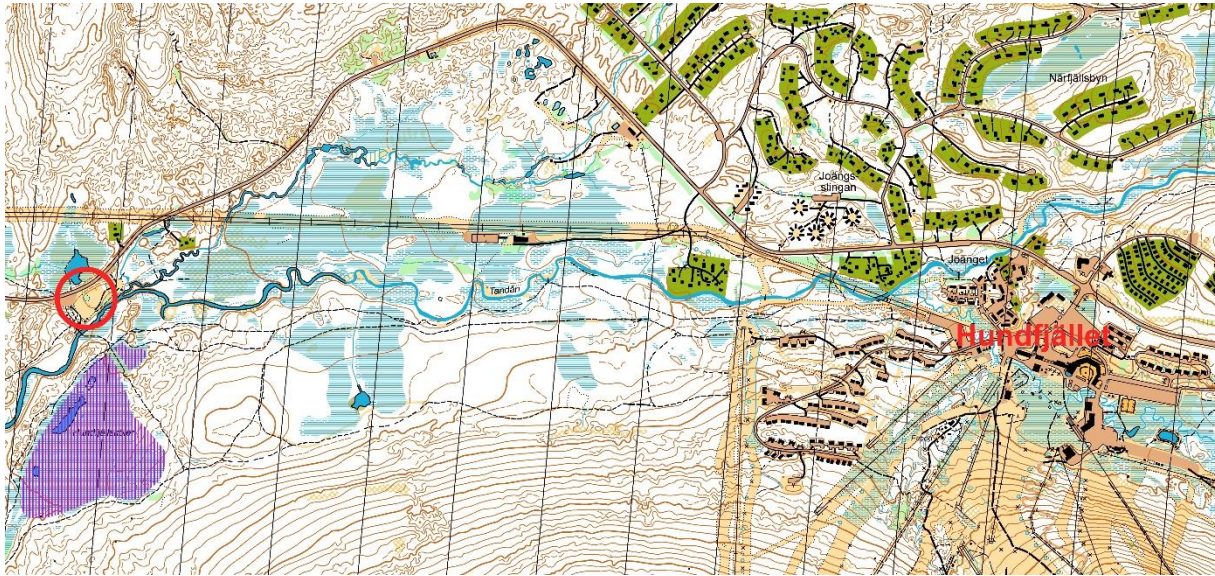 Närfjällsbyn
Joängs-
slingan
Joänget
Tandån
Hundfjället